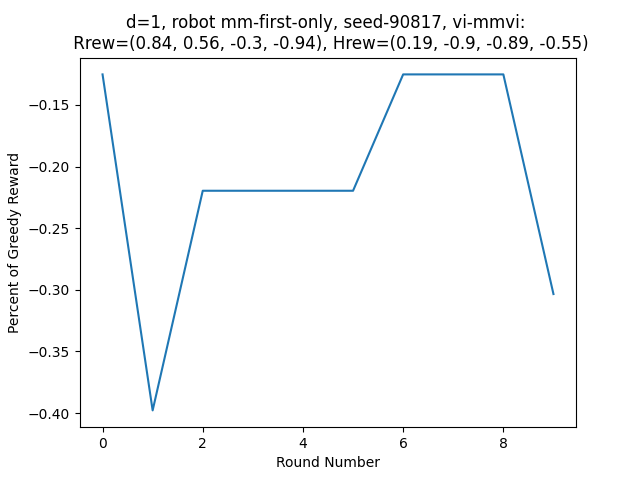 d=1, robot mm-first-only, seed-90817, vi-mmvi:
Rrew=(0.84, 0.56, -0.3, -0.94), Hrew=(0.19, -0.9, -0.89, -0.55)
−0.15
−0.20
−0.25
−0.30
−0.35
−0.40
Percent of Greedy Reward
0 2 4 6 8
Round Number